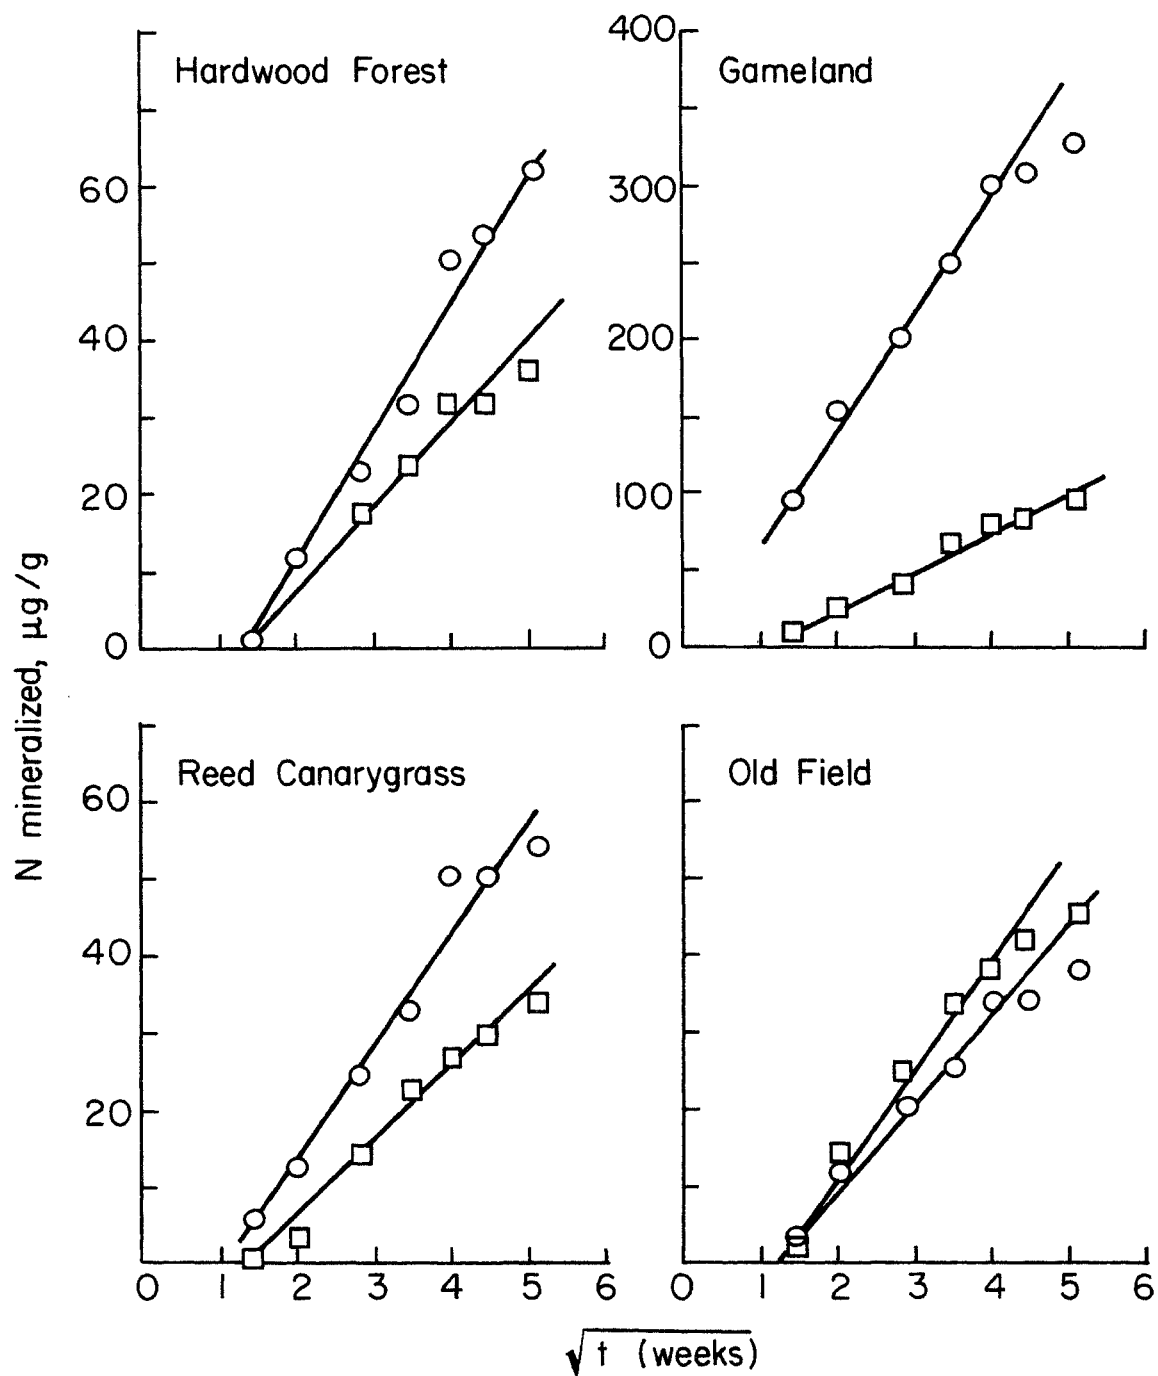 Hardwood Forest
60
40
20
0
Gameland
400
300
200
100
0
N mineralized, μg/g
Reed Canarygrass
60
40
20
0 1 2 3 4 5 6
Old Field
0 1 2 3 4 5 6
√t (weeks)